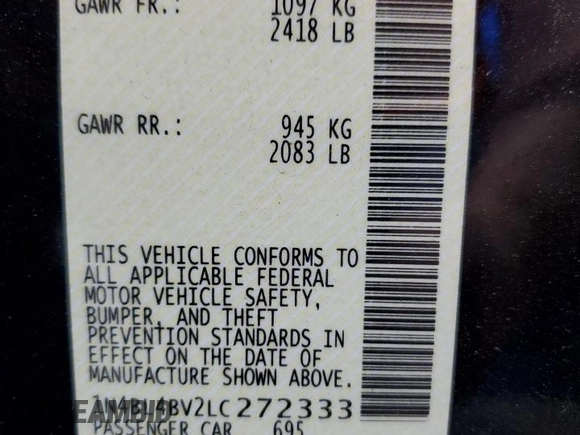 GAWR FR.: 1097 KG
2418 LB
GAWR RR.: 945 KG
2083 LB
THIS VEHICLE CONFORMS TO
ALL APPLICABLE FEDERAL
MOTOR VEHICLE SAFETY,
BUMPER, AND THEFT
PREVENTION STANDARDS IN
EFFECT ON THE DATE OF
MANUFACTURE SHOWN ABOVE.
1N4BL4BV2LC272333
PASSENGER CAR 695